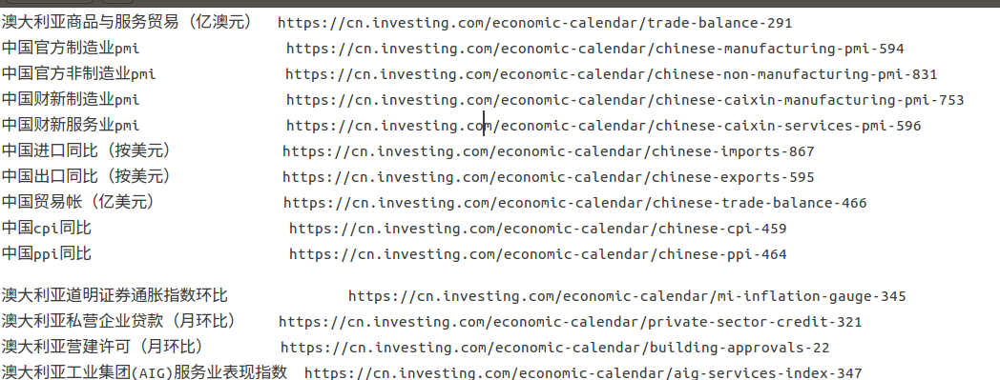 澳大利亚商品与服务贸易（亿澳元） https://cn.investing.com/economic-calendar/trade-balance-291
中国官方制造业pmi https://cn.investing.com/economic-calendar/chinese-manufacturing-pmi-594
中国官方非制造业pmi https://cn.investing.com/economic-calendar/chinese-non-manufacturing-pmi-831
中国财新制造业pmi https://cn.investing.com/economic-calendar/chinese-caixin-manufacturing-pmi-753
中国财新服务业pmi https://cn.investing.com/economic-calendar/chinese-caixin-services-pmi-596
中国进口同比（按美元） https://cn.investing.com/economic-calendar/chinese-imports-867
中国出口同比（按美元） https://cn.investing.com/economic-calendar/chinese-exports-595
中国贸易帐（亿美元） https://cn.investing.com/economic-calendar/chinese-trade-balance-466
中国cpi同比 https://cn.investing.com/economic-calendar/chinese-cpi-459
中国ppi同比 https://cn.investing.com/economic-calendar/chinese-ppi-464
澳大利亚道明证券通胀指数环比 https://cn.investing.com/economic-calendar/mi-inflation-gauge-345
澳大利亚私营企业贷款（月环比） https://cn.investing.com/economic-calendar/private-sector-credit-321
澳大利亚营建许可（月环比） https://cn.investing.com/economic-calendar/building-approvals-22
澳大利亚工业集团(AIG)服务业表现指数 https://cn.investing.com/economic-calendar/aig-services-index-347